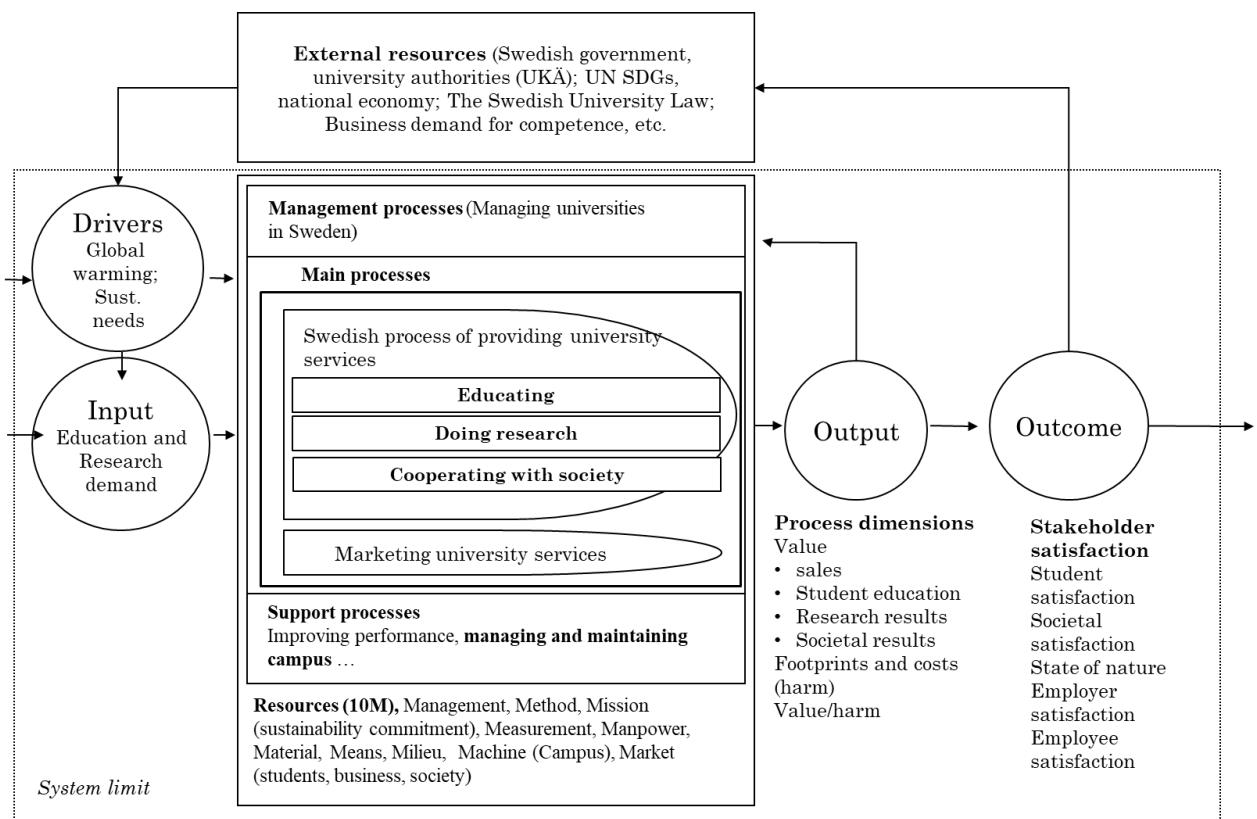 External resources (Swedish government,
university authorities (UKÄ); UN SDGs,
national economy; The Swedish University Law;
Business demand for competence, etc.
Drivers
Global
warming;
Sust.
needs
Input
Education and
Research
demand
Management processes (Managing universities
in Sweden)
Main processes
Swedish process of providing university
services
Educating
Doing research
Cooperating with society
Marketing university services
Support processes
Improving performance, managing and maintaining
campus …
Resources (10M), Management, Method, Mission
(sustainability commitment), Measurement, Manpower,
Material, Means, Milieu, Machine (Campus), Market
(students, business, society)
Output
Process dimensions
Value
• sales
• Student education
• Research results
• Societal results
Footprints and costs
(harm)
Value/harm
Outcome
Stakeholder
satisfaction
Student
satisfaction
Societal
satisfaction
State of nature
Employer
satisfaction
Employee
satisfaction
System limit